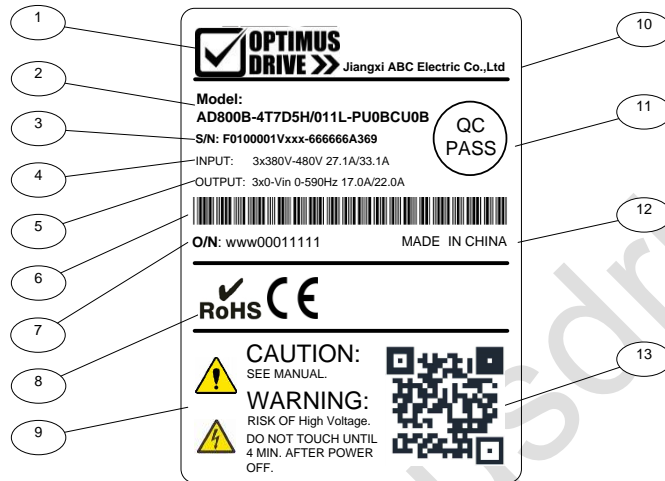 1
OPTIMUS
DRIVE
Jiangxi ABC Electric Co.,Ltd
10
2
Model:
AD800B-4T7D5H/011L-PU0BCU0B
11
3
S/N: F0100001Vxxx-666666A369
QC
PASS
4
INPUT: 3x380V-480V 27.1A/33.1A
5
OUTPUT: 3x0-Vin 0-590Hz 17.0A/22.0A
12
6
O/N: www00011111
MADE IN CHINA
7
RoHS CE
8
13
9
CAUTION:
SEE MANUAL.
WARNING:
RISK OF High Voltage.
DO NOT TOUCH UNTIL
4 MIN. AFTER POWER
OFF.